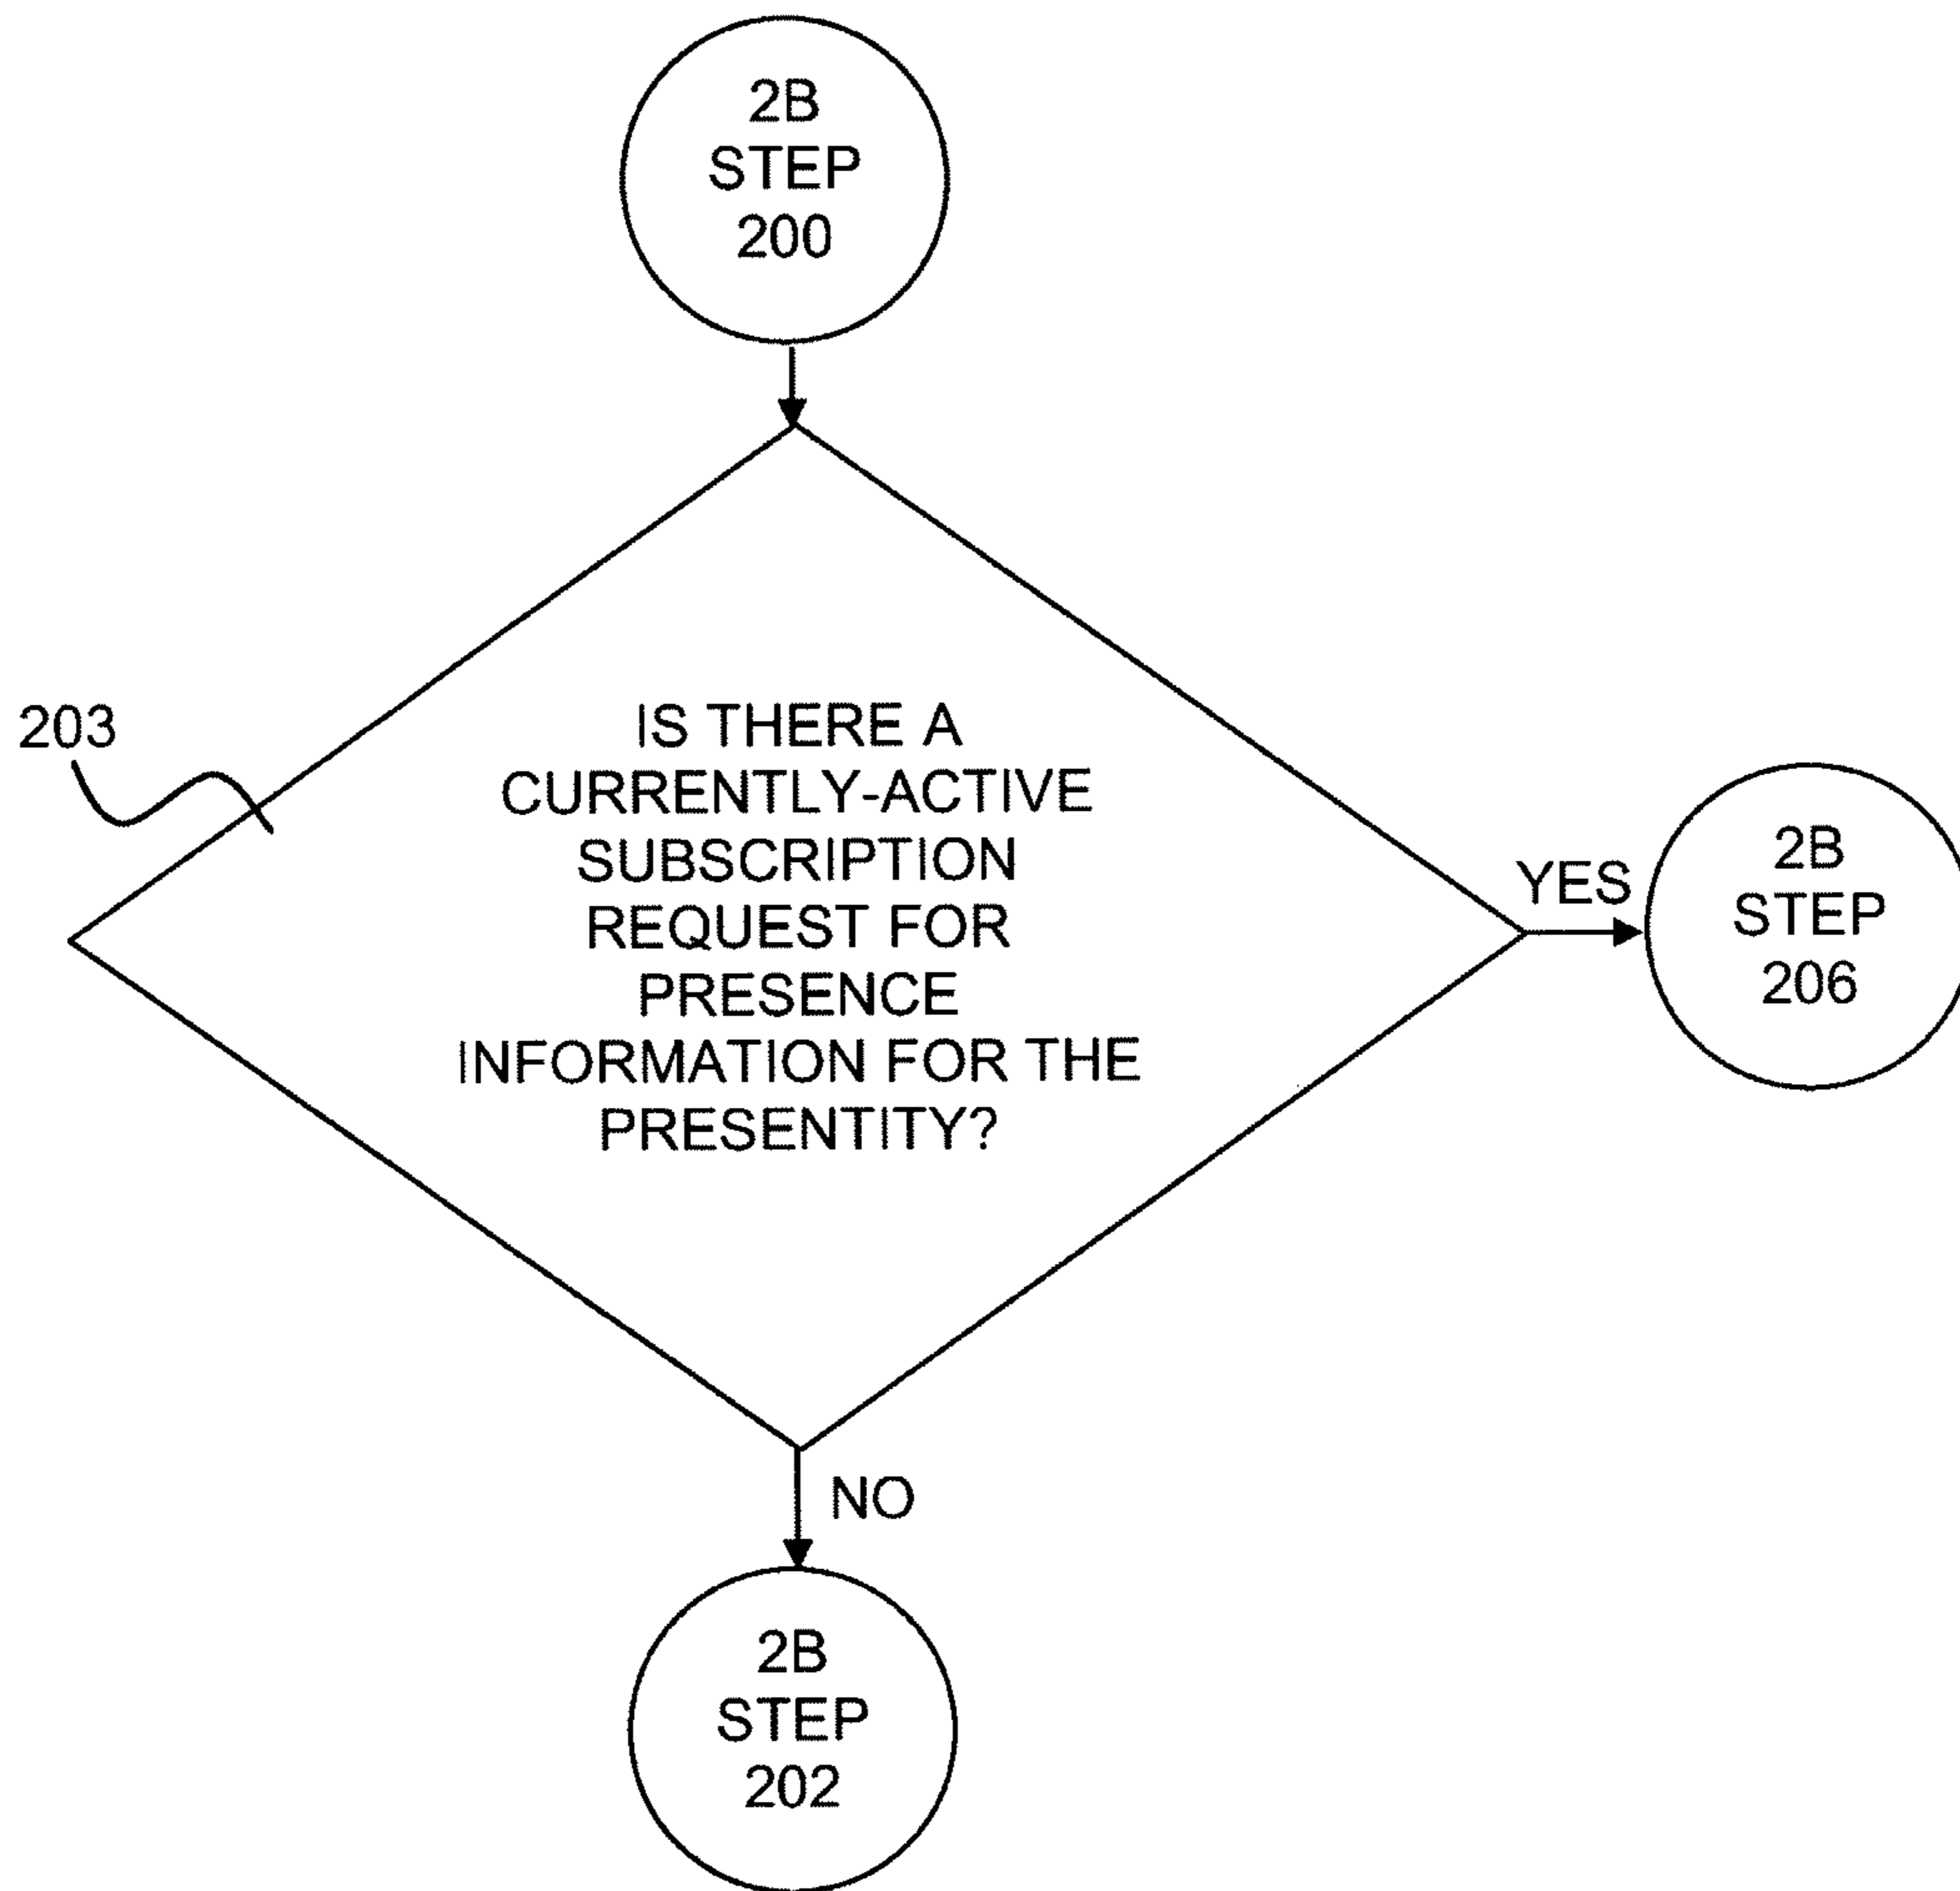 2B
STEP
200
203
IS THERE A
CURRENTLY-ACTIVE
SUBSCRIPTION
REQUEST FOR
PRESENCE
INFORMATION FOR THE
PRESENTITY?
YES
2B
STEP
206
NO
2B
STEP
202